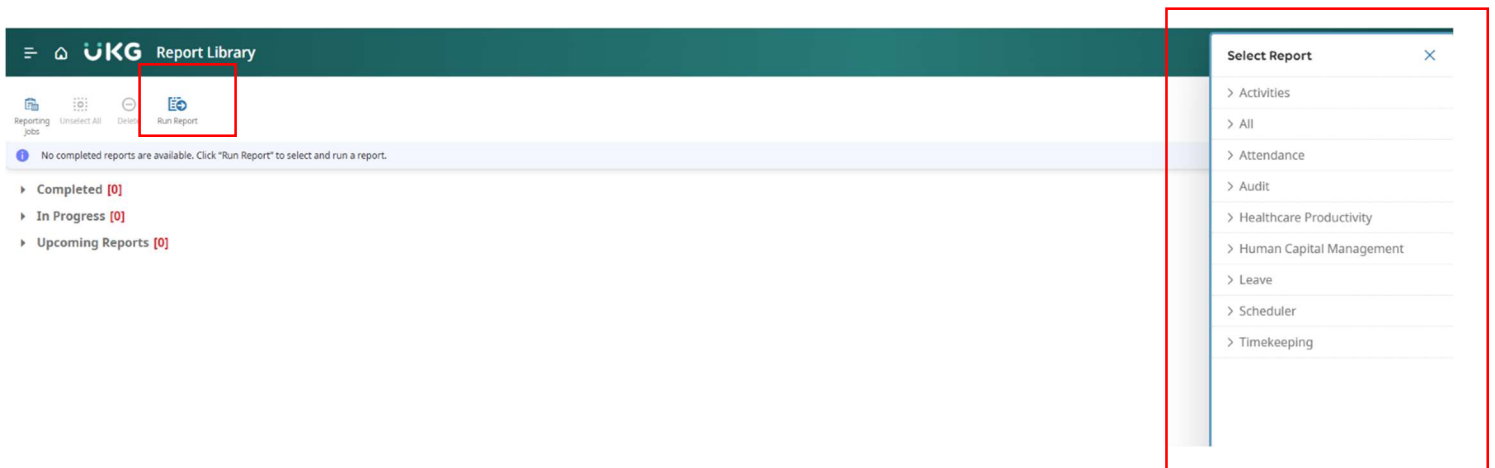 UKG Report Library
Reporting Jobs
Unselect All
Delete
Run Report
No completed reports are available. Click "Run Report" to select and run a report.
Completed [0]
In Progress [0]
Upcoming Reports [0]
Select Report
Activities
All
Attendance
Audit
Healthcare Productivity
Human Capital Management
Leave
Scheduler
Timekeeping